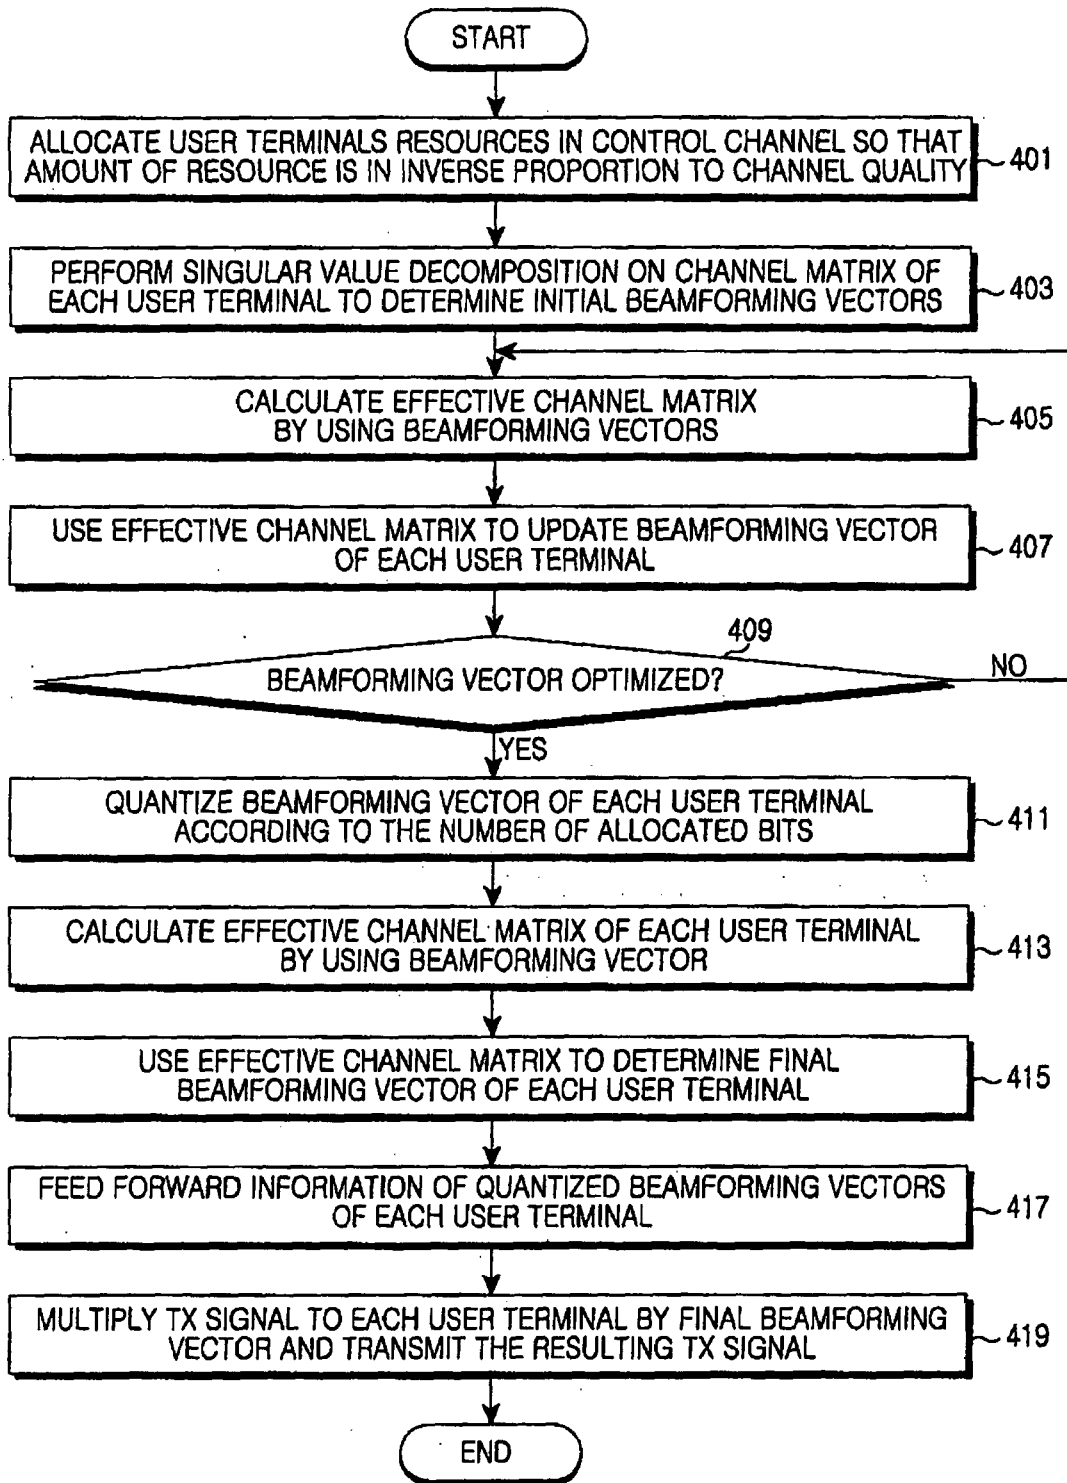 START
ALLOCATE USER TERMINALS RESOURCES IN CONTROL CHANNEL SO THAT
AMOUNT OF RESOURCE IS IN INVERSE PROPORTION TO CHANNEL QUALITY
401
PERFORM SINGULAR VALUE DECOMPOSITION ON CHANNEL MATRIX OF
EACH USER TERMINAL TO DETERMINE INITIAL BEAMFORMING VECTORS
403
CALCULATE EFFECTIVE CHANNEL MATRIX
BY USING BEAMFORMING VECTORS
405
USE EFFECTIVE CHANNEL MATRIX TO UPDATE BEAMFORMING VECTOR
OF EACH USER TERMINAL
407
409
BEAMFORMING VECTOR OPTIMIZED?
NO
YES
QUANTIZE BEAMFORMING VECTOR OF EACH USER TERMINAL
ACCORDING TO THE NUMBER OF ALLOCATED BITS
411
CALCULATE EFFECTIVE CHANNEL MATRIX OF EACH USER TERMINAL
BY USING BEAMFORMING VECTOR
413
USE EFFECTIVE CHANNEL MATRIX TO DETERMINE FINAL
BEAMFORMING VECTOR OF EACH USER TERMINAL
415
FEED FORWARD INFORMATION OF QUANTIZED BEAMFORMING VECTORS
OF EACH USER TERMINAL
417
MULTIPLY TX SIGNAL TO EACH USER TERMINAL BY FINAL BEAMFORMING
VECTOR AND TRANSMIT THE RESULTING TX SIGNAL
419
END